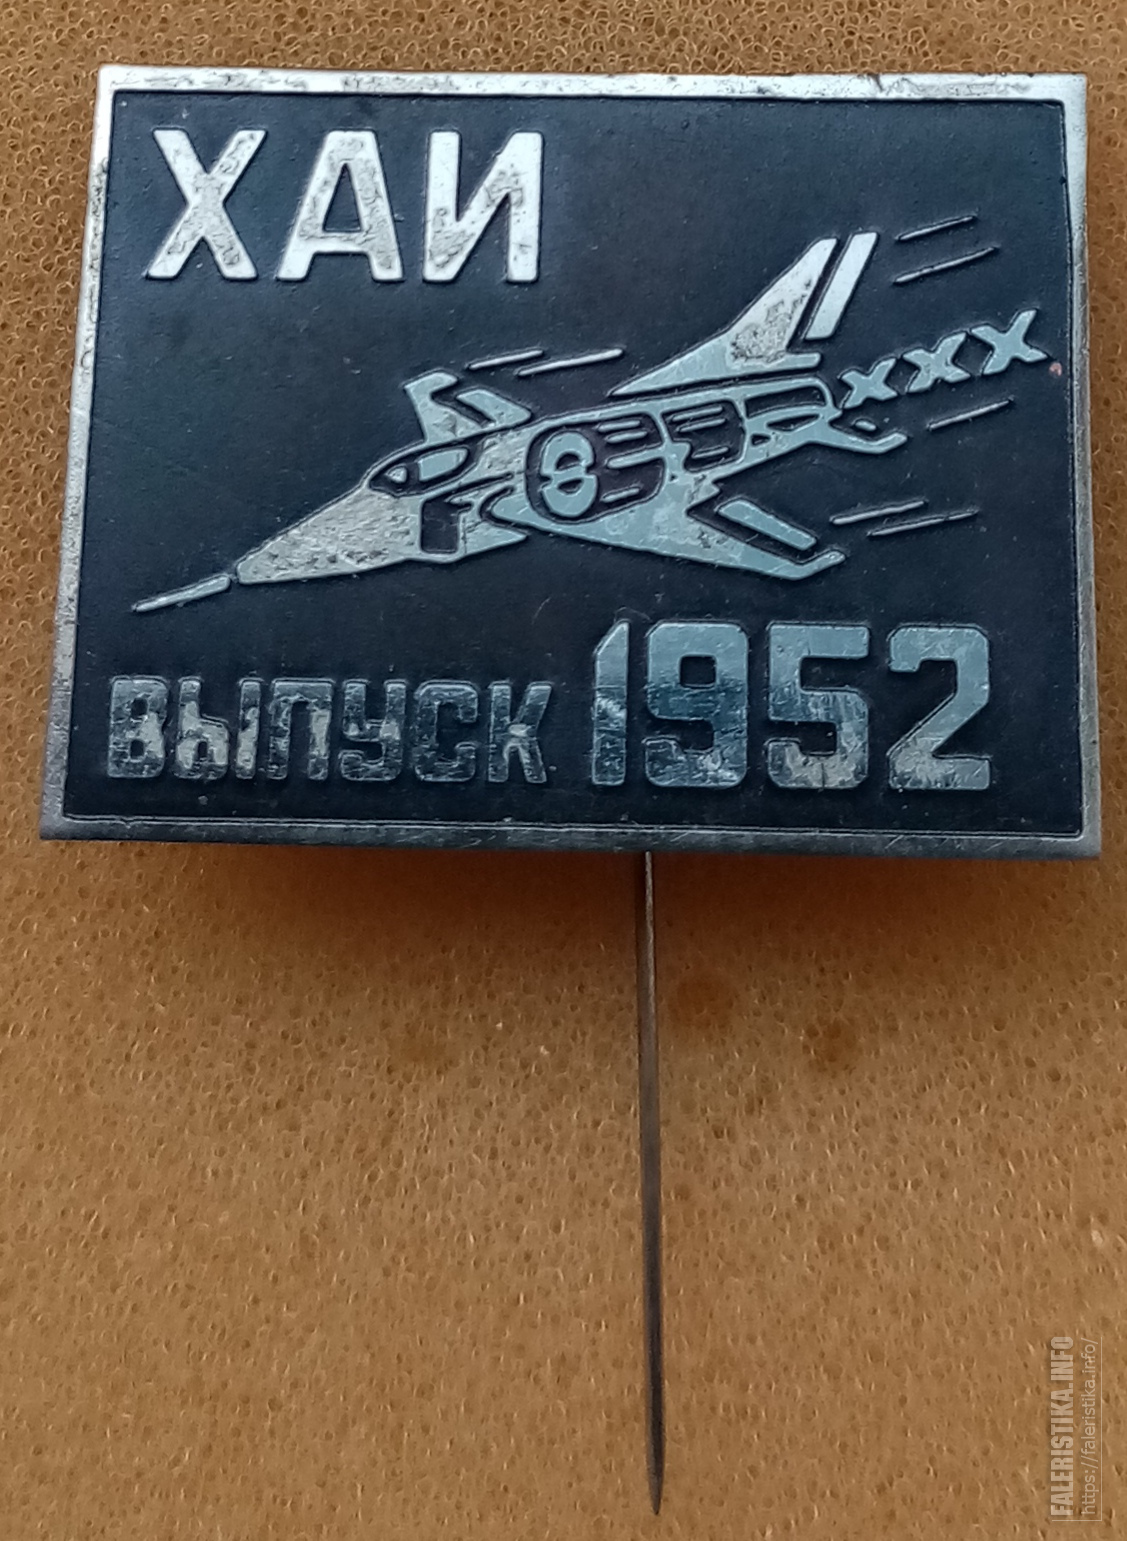 ХАИ
XXX
ВЫПУСК 1952
FALERISTIKA.INFO
https://faleristika.info/